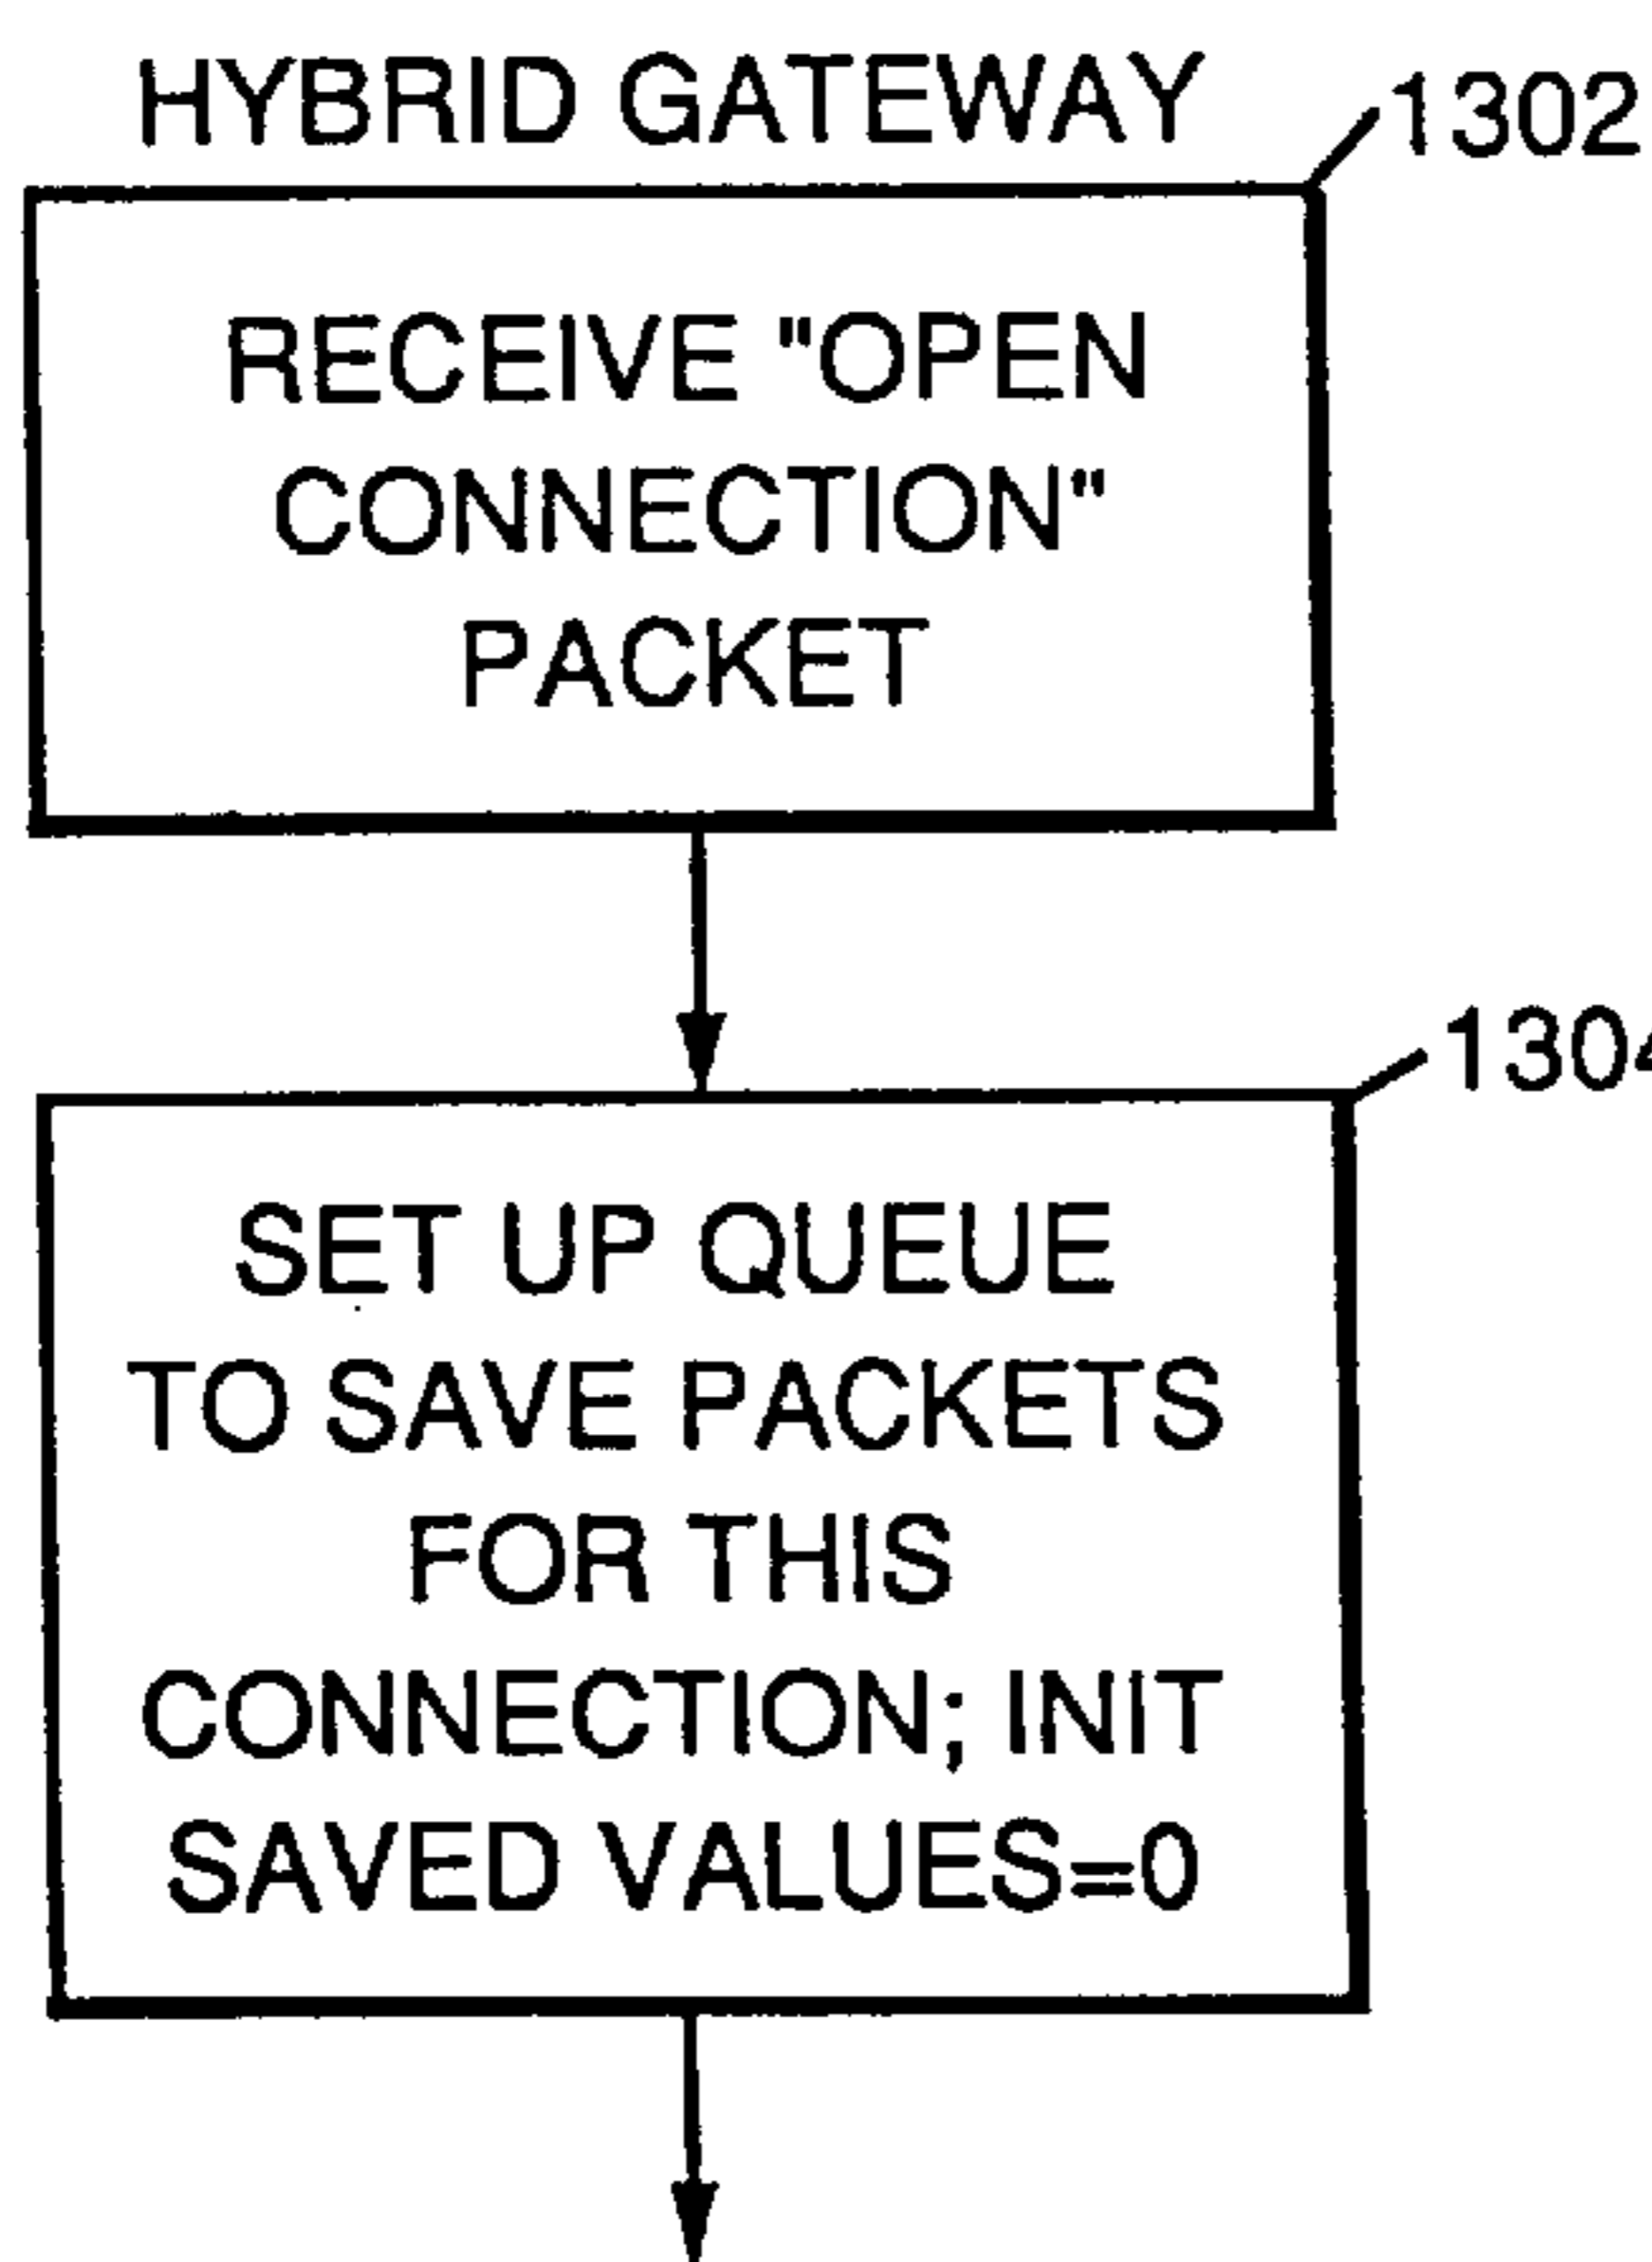 HYBRID GATEWAY
1302
RECEIVE "OPEN
CONNECTION"
PACKET
1304
SET UP QUEUE
TO SAVE PACKETS
FOR THIS
CONNECTION; INIT
SAVED VALUES=0